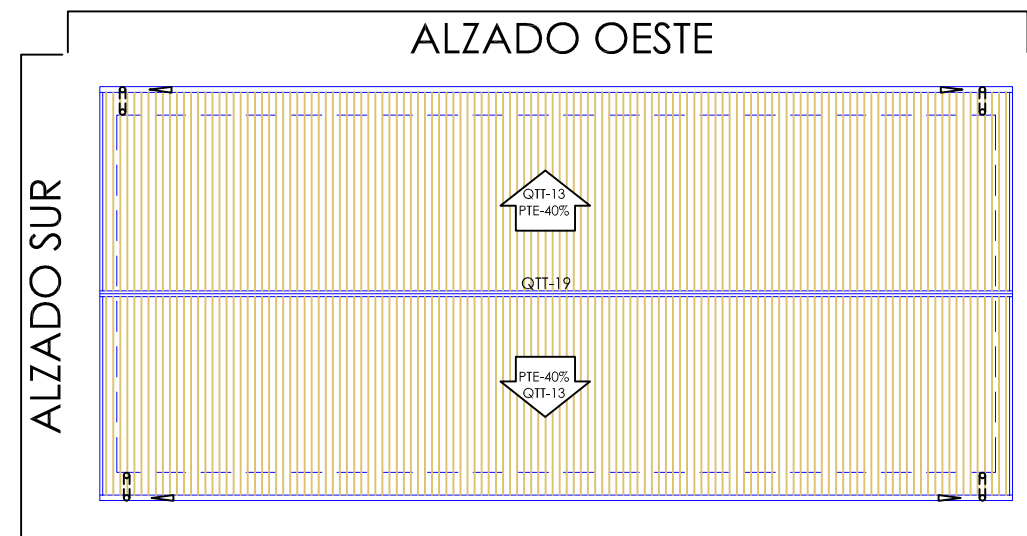 ALZADO OESTE
ALZADO SUR
QTT-13
PTE-40%
QTT-19
PTE-40%
QTT-13